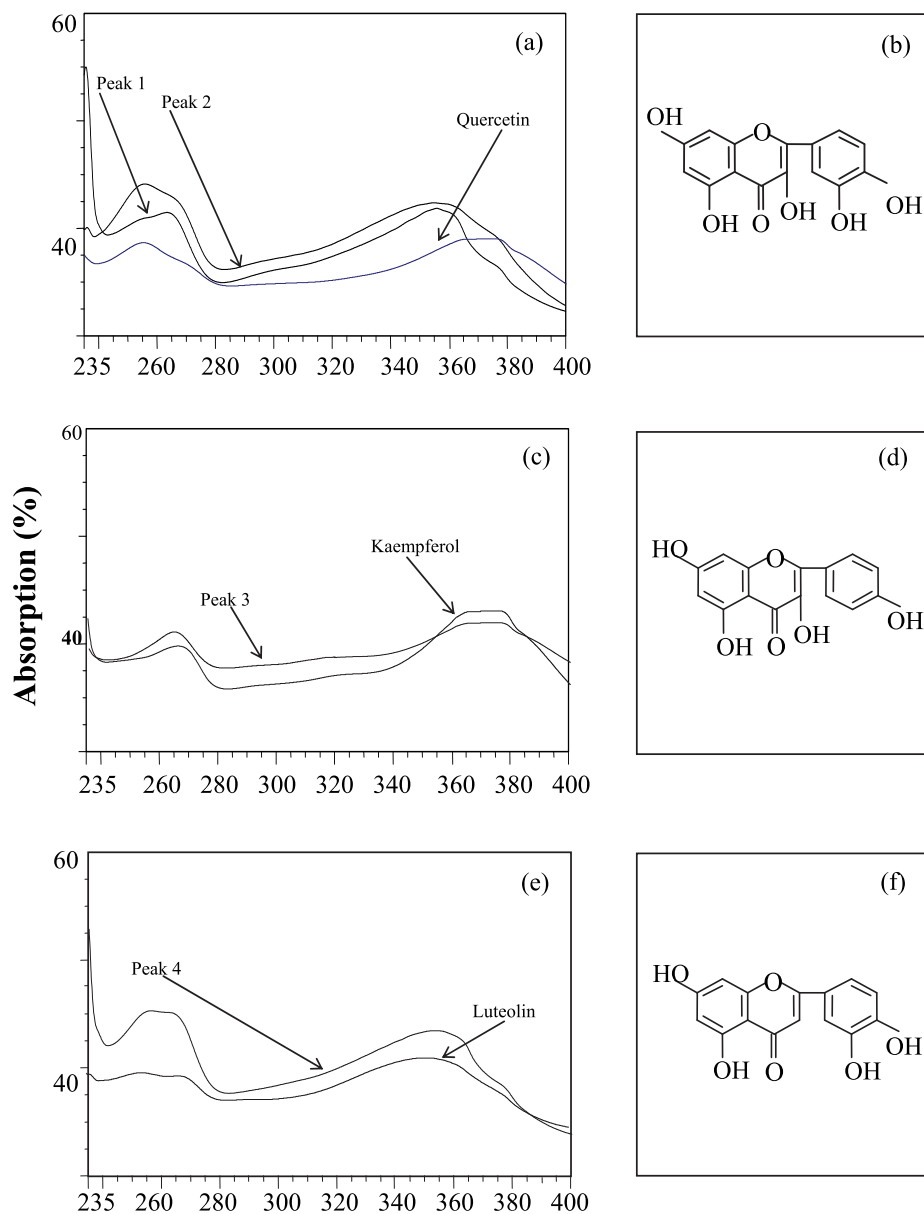 60
(a)
Peak 1
Peak 2
Quercetin
40
235 260 280 300 320 340 360 380 400
(b)
OH
O
OH
OH
O
OH
OH
Absorption (%)
60
(c)
Kaempferol
Peak 3
40
235 260 280 300 320 340 360 380 400
(d)
HO
O
OH
OH
OH
O
60
(e)
Peak 4
Luteolin
40
235 260 280 300 320 340 360 380 400
(f)
HO
O
OH
OH
O
OH